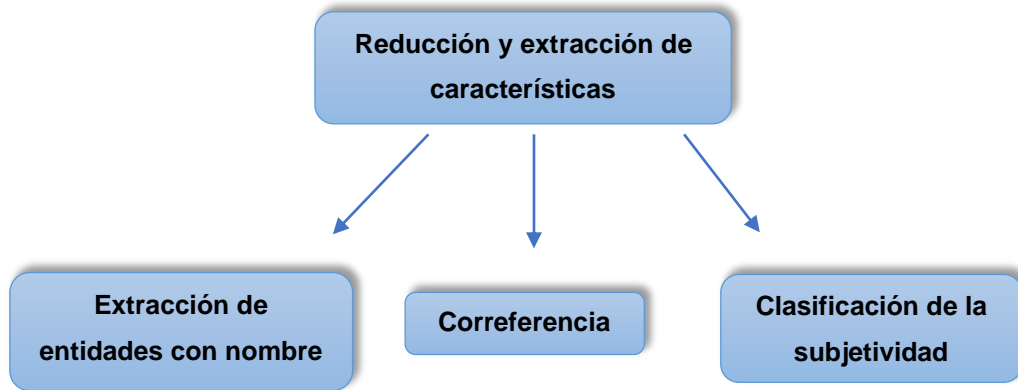 Reducción y extracción de
características
Extracción de
entidades con nombre
Correferencia
Clasificación de la
subjetividad